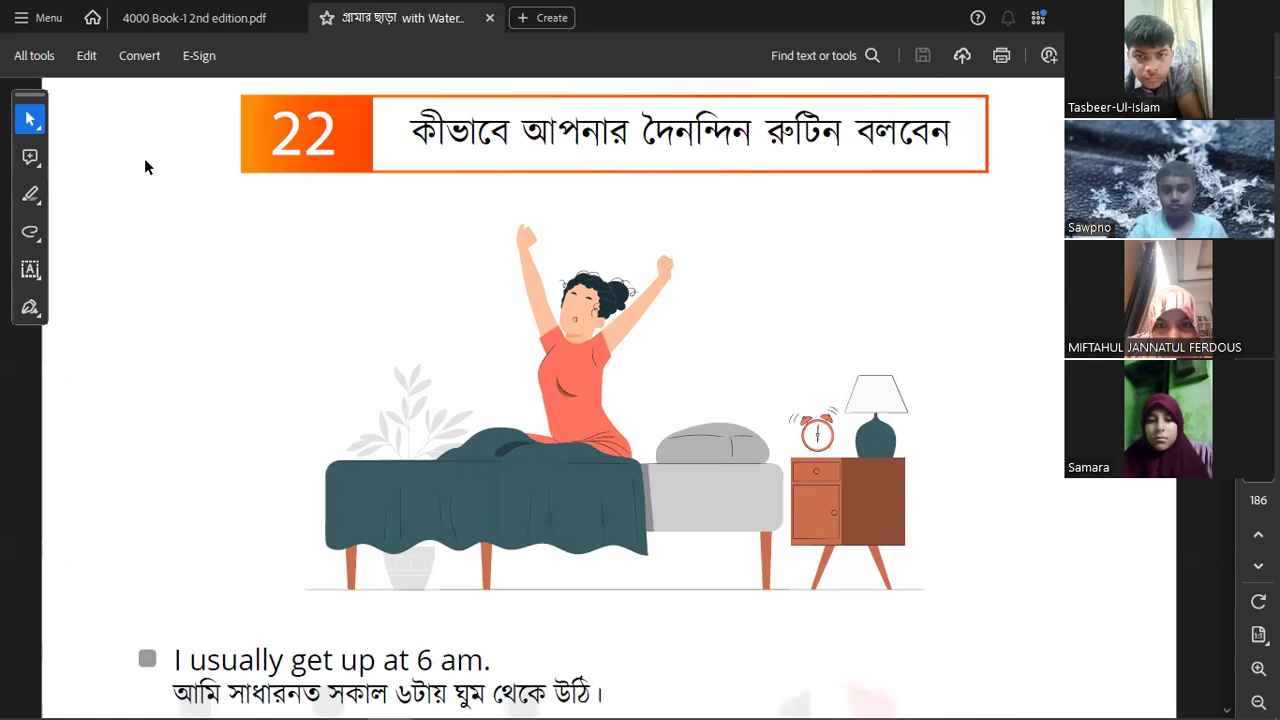 Menu
4000 Book-12nd edition.pdf
গ্রামার ছাড়া with Water...
Create
All tools
Edit
Convert
E-Sign
Find text or tools
22
কীভাবে আপনার দৈনন্দিন রুটিন বলবেন
I usually get up at 6 am.
আমি সাধারনত সকাল ৬টায় ঘুম থেকে উঠি।
Tasbeer-Ul-Islam
Sawpno
MIFTAHUL JANNATUL FERDOUS
Samara
186
1:1